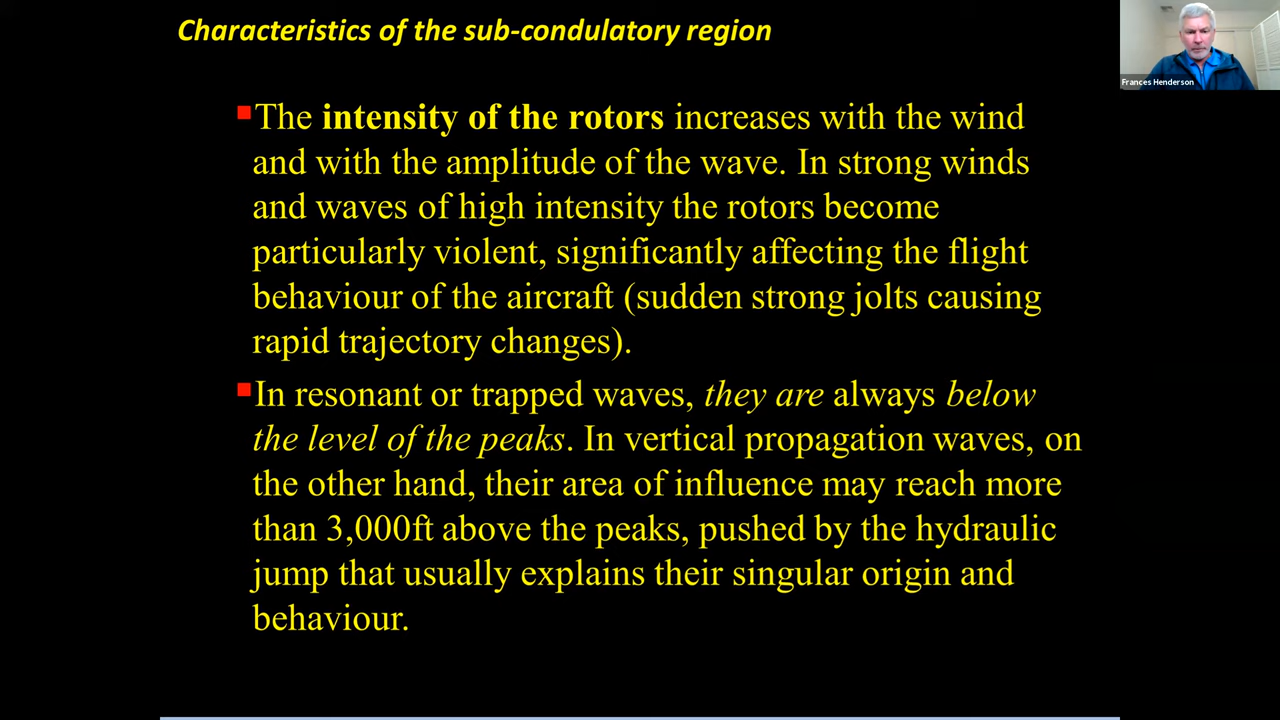 Characteristics of the sub-condulatory region
Frances Henderson
The intensity of the rotors increases with the wind
and with the amplitude of the wave. In strong winds
and waves of high intensity the rotors become
particularly violent, significantly affecting the flight
behaviour of the aircraft (sudden strong jolts causing
rapid trajectory changes).
In resonant or trapped waves, they are always below
the level of the peaks. In vertical propagation waves, on
the other hand, their area of influence may reach more
than 3,000ft above the peaks, pushed by the hydraulic
jump that usually explains their singular origin and
behaviour.